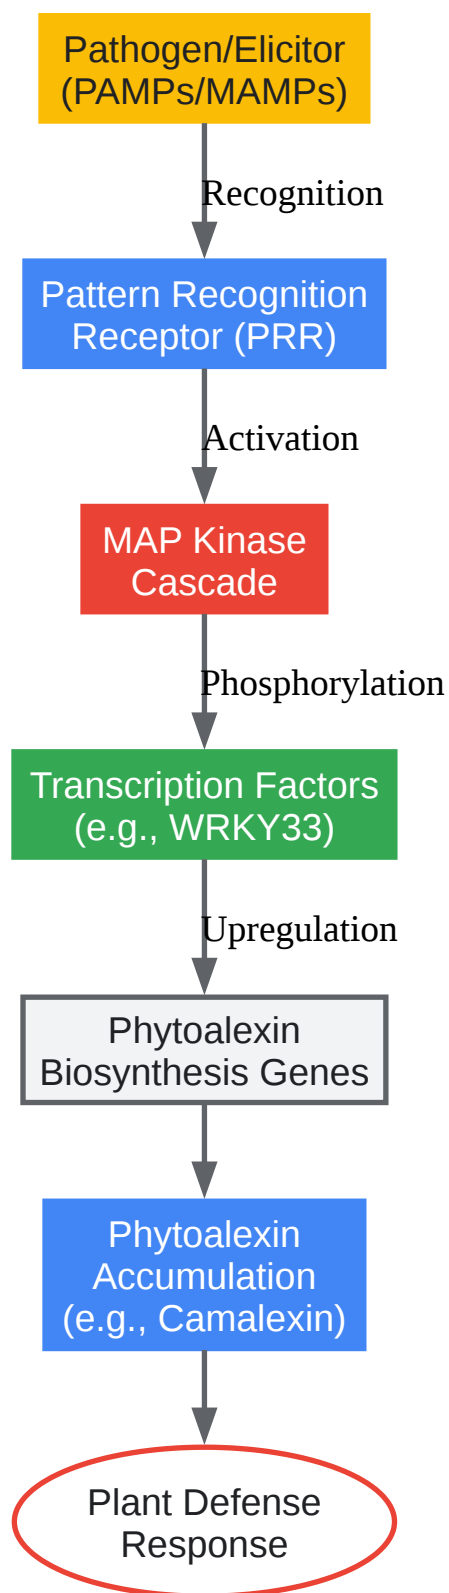 Pathogen/Elicitor
(PAMPs/MAMPs)
Recognition
Pattern Recognition
Receptor (PRR)
Activation
MAP Kinase
Cascade
Phosphorylation
Transcription Factors
(e.g., WRKY33)
Upregulation
Phytoalexin
Biosynthesis Genes
Phytoalexin
Accumulation
(e.g., Camalexin)
Plant Defense
Response